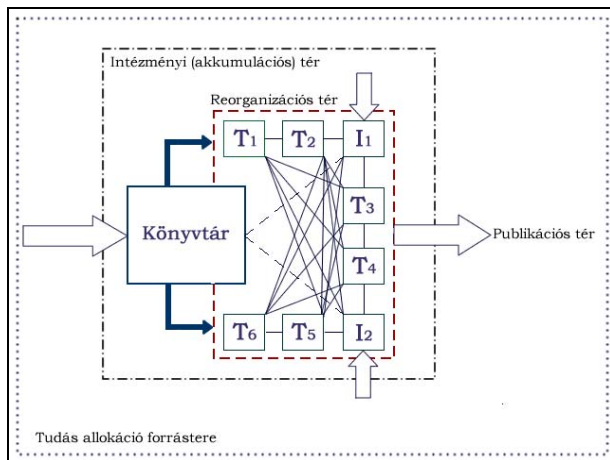 Intézményi (akkumulációs) tér
Reorganizációs tér
T1 T2 I1
T3
Könyvtár
Publikációs tér
T4
T6 T5 I2
Tudás allokáció forrástere